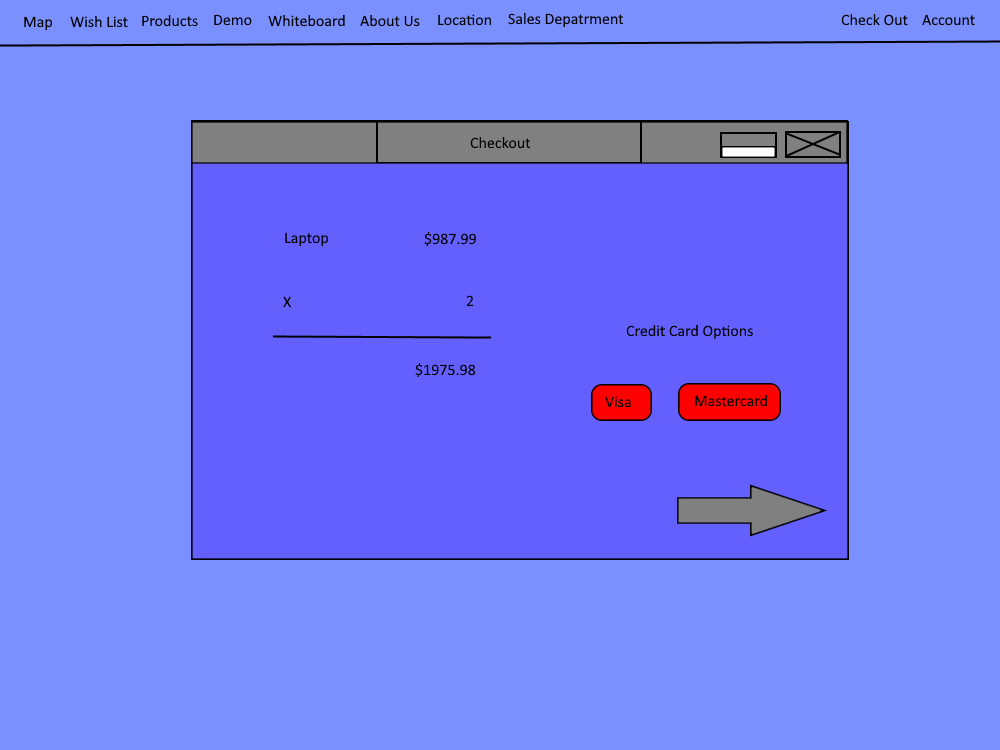 Map Wish List Products Demo Whiteboard About Us Location Sales Depatrment Check Out Account
Checkout
Laptop $987.99
X 2
Credit Card Options
$1975.98
Visa Mastercard